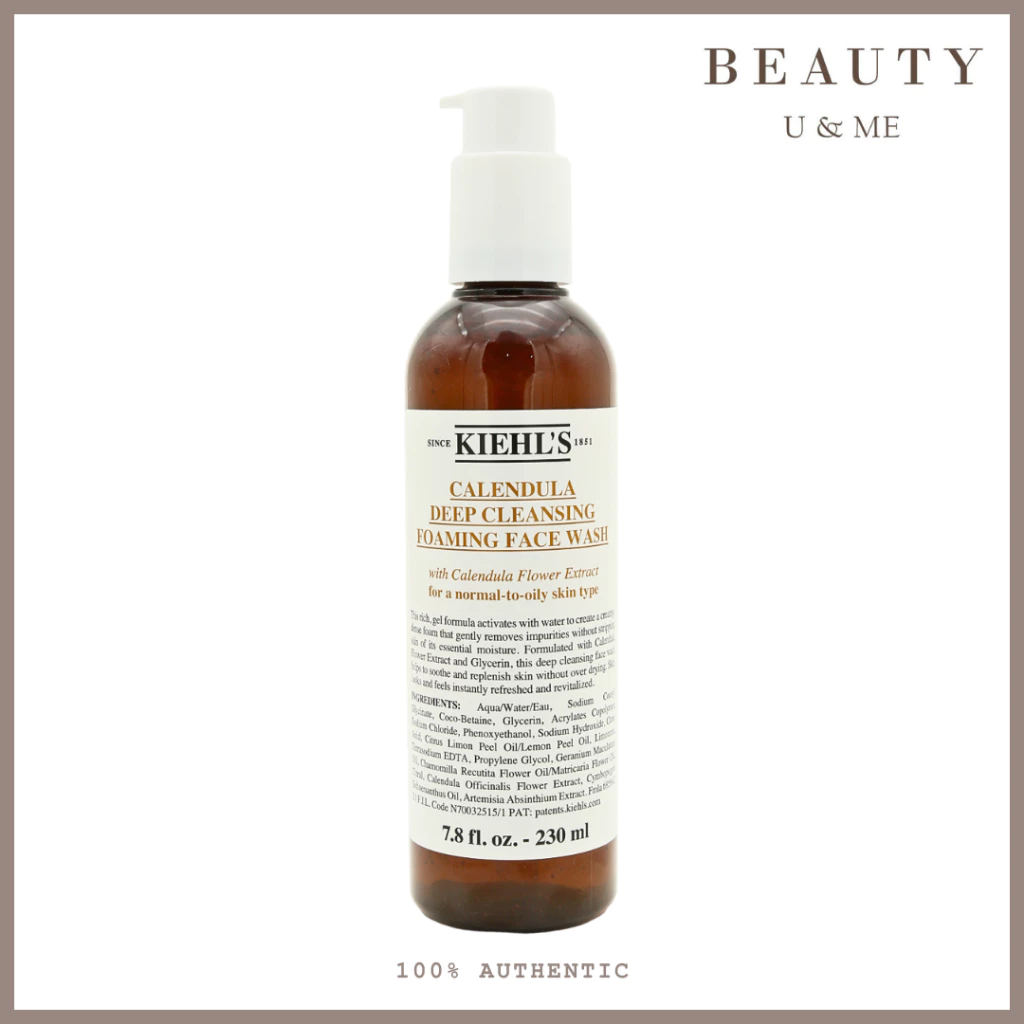 BEAUTY
U & ME
SINCE KIEHL'S 1851
CALENDULA
DEEP CLEANSING
FOAMING FACE WASH
with Calendula Flower Extract
for a normal-to-oily skin type
rich, gel formula activates with water to create a
foam that gently removes impurities without
of its essential moisture. Formulated with
Flower Extract and Glycerin, this deep cleansing face
to soothe and replenish skin without over drying.
and feels instantly refreshed and revitalized.
INGREDIENTS: Aqua/Water/Eau, Sodium
Coco-Betaine, Glycerin, Acrylates
Sodium Chloride, Phenoxyethanol, Sodium Hydroxide,
Citrus Limon Peel Oil/Lemon Peel Oil,
EDTA, Propylene Glycol, Geranium
Chamomilla Recutita Flower Oil/Matricaria Flower
Calendula Officinalis Flower Extract,
Oil, Artemisia Absinthium Extract.
F.I.L. Code N70032515/1 PAT: patents.kiehls.com
7.8 fl. oz. - 230 ml
100% AUTHENTIC